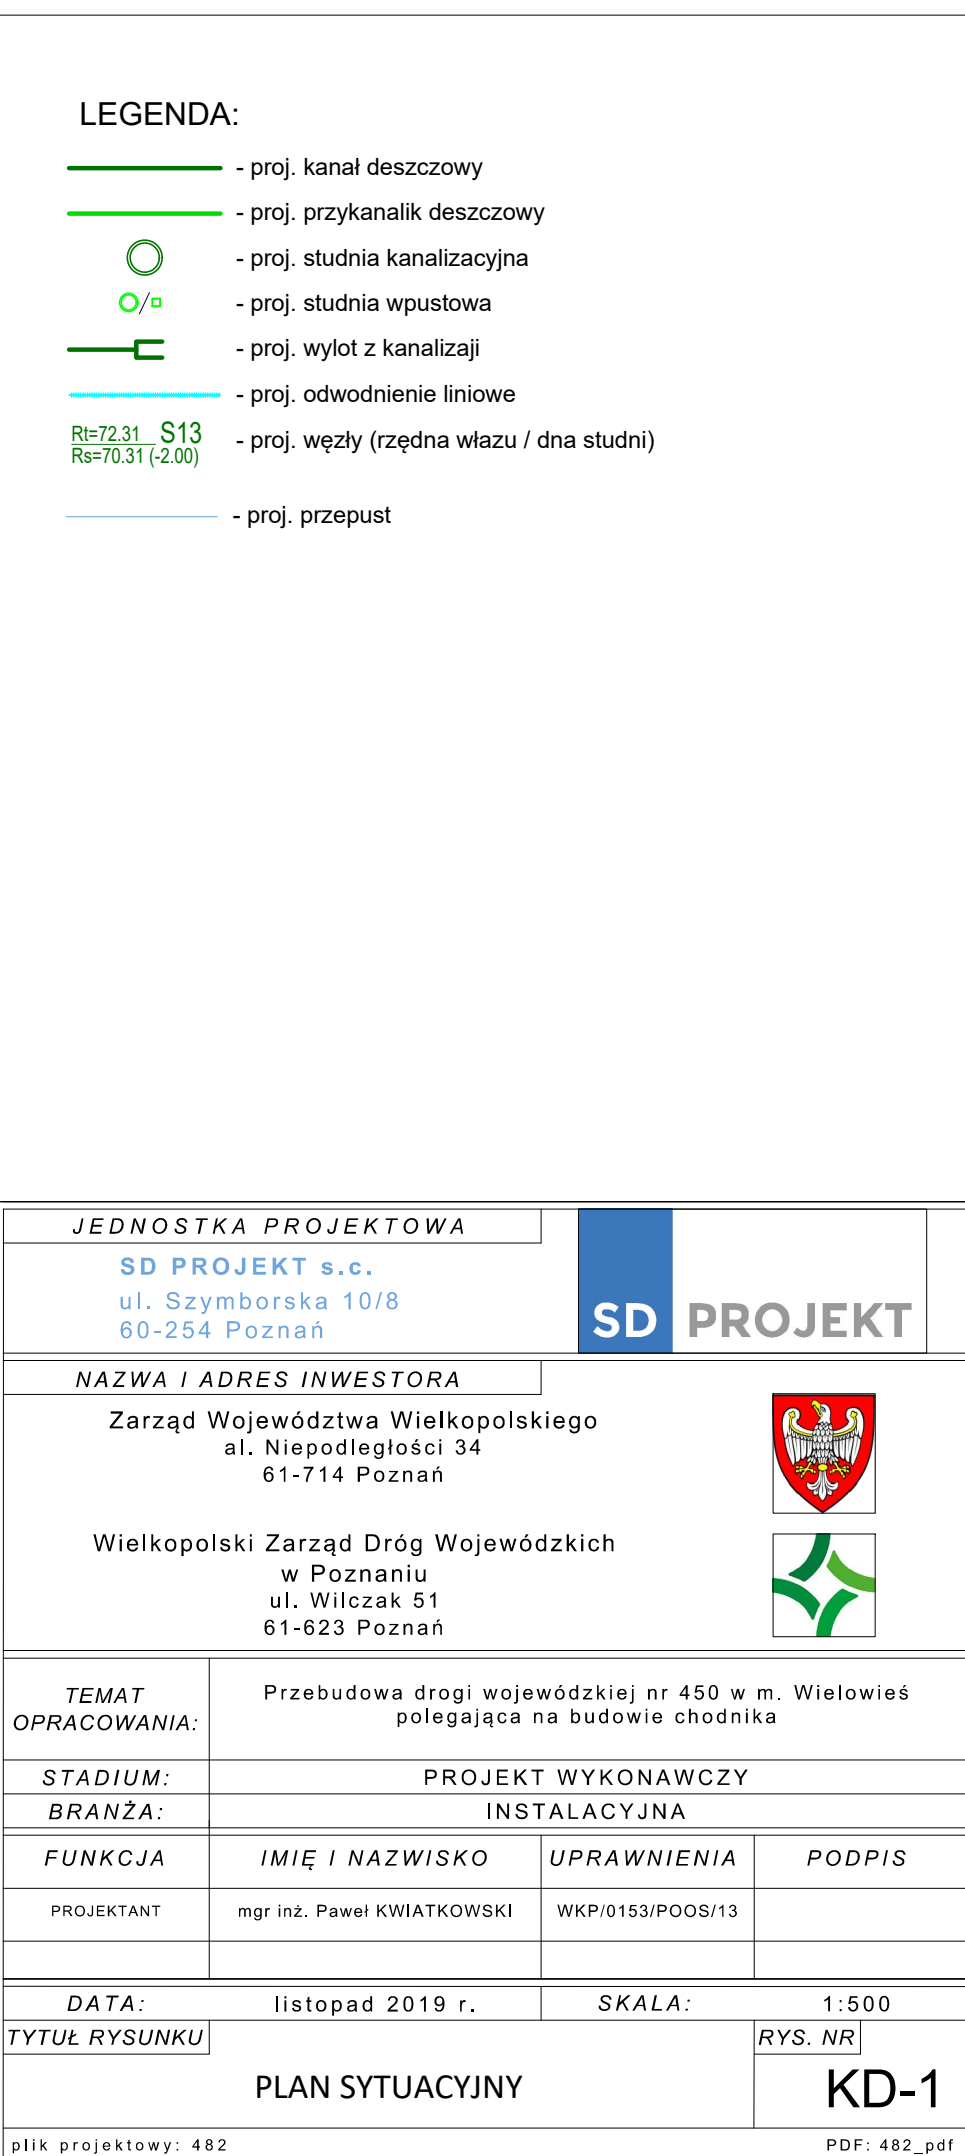 LEGENDA:
- proj. kanał deszczowy
- proj. przykanalik deszczowy
- proj. studnia kanalizacyjna
- proj. studnia wpustowa
- proj. wylot z kanalizaji
- proj. odwodnienie liniowe
Rt=72.31 S13
Rs=70.31 (-2.00)
- proj. węzły (rzędna włazu / dna studni)
- proj. przepust
JEDNOSTKA PROJEKTOWA
SD PROJEKT s.c.
ul. Szymborska 10/8
60-254 Poznań
SD PROJEKT
NAZWA I ADRES INWESTORA
Zarząd Województwa Wielkopolskiego
al. Niepodległości 34
61-714 Poznań
Wielkopolski Zarząd Dróg Wojewódzkich
w Poznaniu
ul. Wilczak 51
61-623 Poznań
TEMAT
OPRACOWANIA:
Przebudowa drogi wojewódzkiej nr 450 w m. Wielowieś
polegająca na budowie chodnika
STADIUM: PROJEKT WYKONAWCZY
BRANŻA: INSTALACYJNA
FUNKCJA IMIĘ I NAZWISKO UPRAWNIENIA PODPIS
PROJEKTANT mgr inż. Paweł KWIATKOWSKI WKP/0153/POOS/13
DATA: listopad 2019 r. SKALA: 1:500
TYTUŁ RYSUNKU RYS. NR
PLAN SYTUACYJNY KD-1
plik projektowy: 482 PDF: 482_pdf